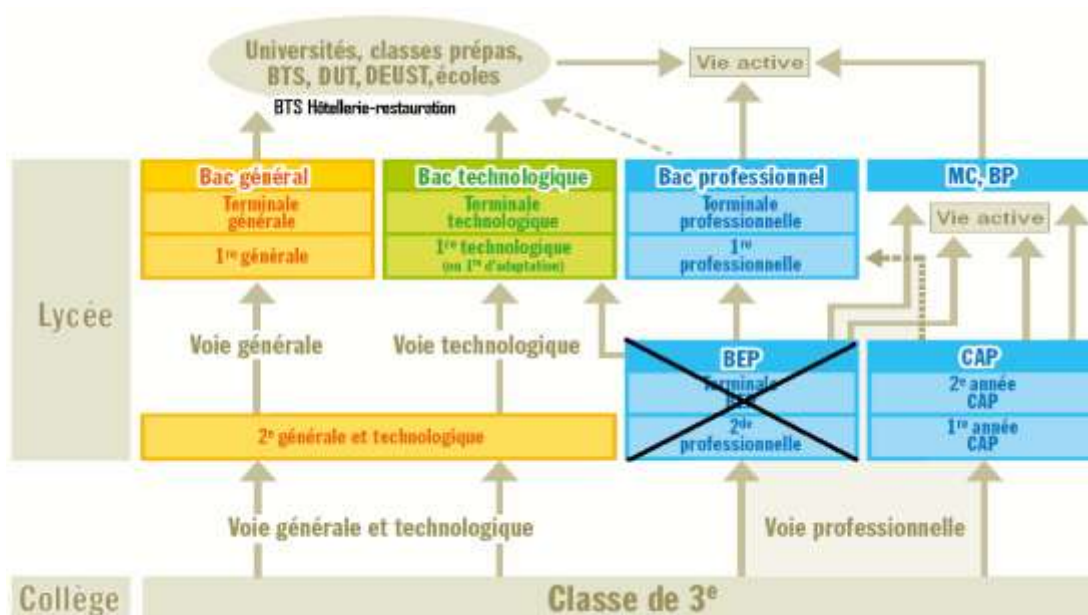 Universités, classes prépas,
BTS, DUT, DEUST, écoles
BTS Hôtellerie-restauration
Vie active
Bac général
Terminale
générale
1re générale
Bac technologique
Terminale
technologique
1re technologique
(ou 1re d'adaptation)
Bac professionnel
Terminale
professionnelle
1re
professionnelle
MC, BP
Vie active
Lycée
Voie générale
Voie technologique
BEP
Terminale
2de
professionnelle
CAP
2e année
CAP
1re année
CAP
2e générale et technologique
Voie générale et technologique
Voie professionnelle
Collège
Classe de 3e